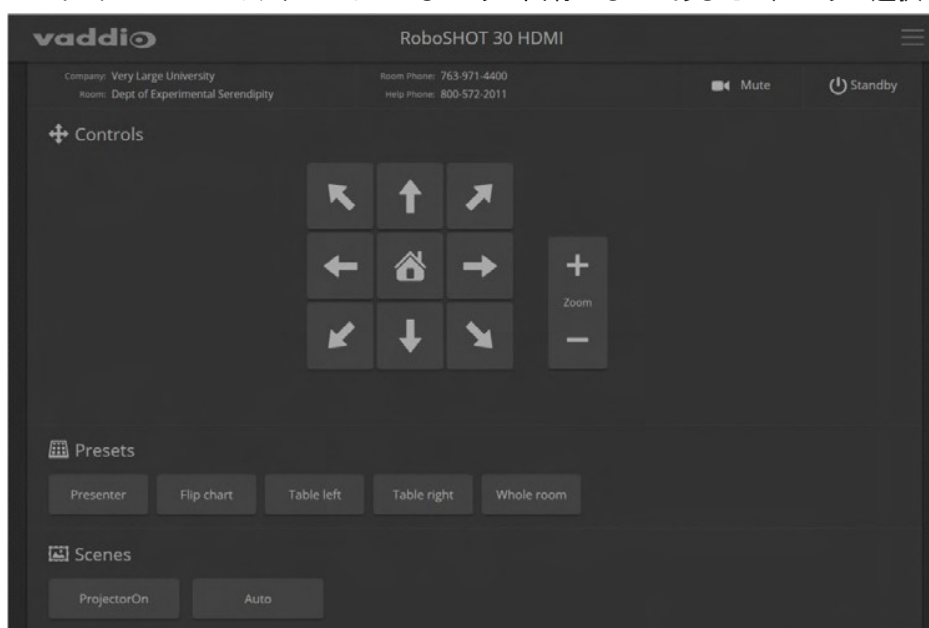 vaddio
RoboSHOT 30 HDMI
Company: Very Large University
Room: Dept of Experimental Serendipity
Room Phone: 763-971-4400
Help Phone: 800-572-2011
Mute
Standby
Controls
Zoom
Presets
Presenter Flip chart Table left Table right Whole room
Scenes
ProjectorOn Auto